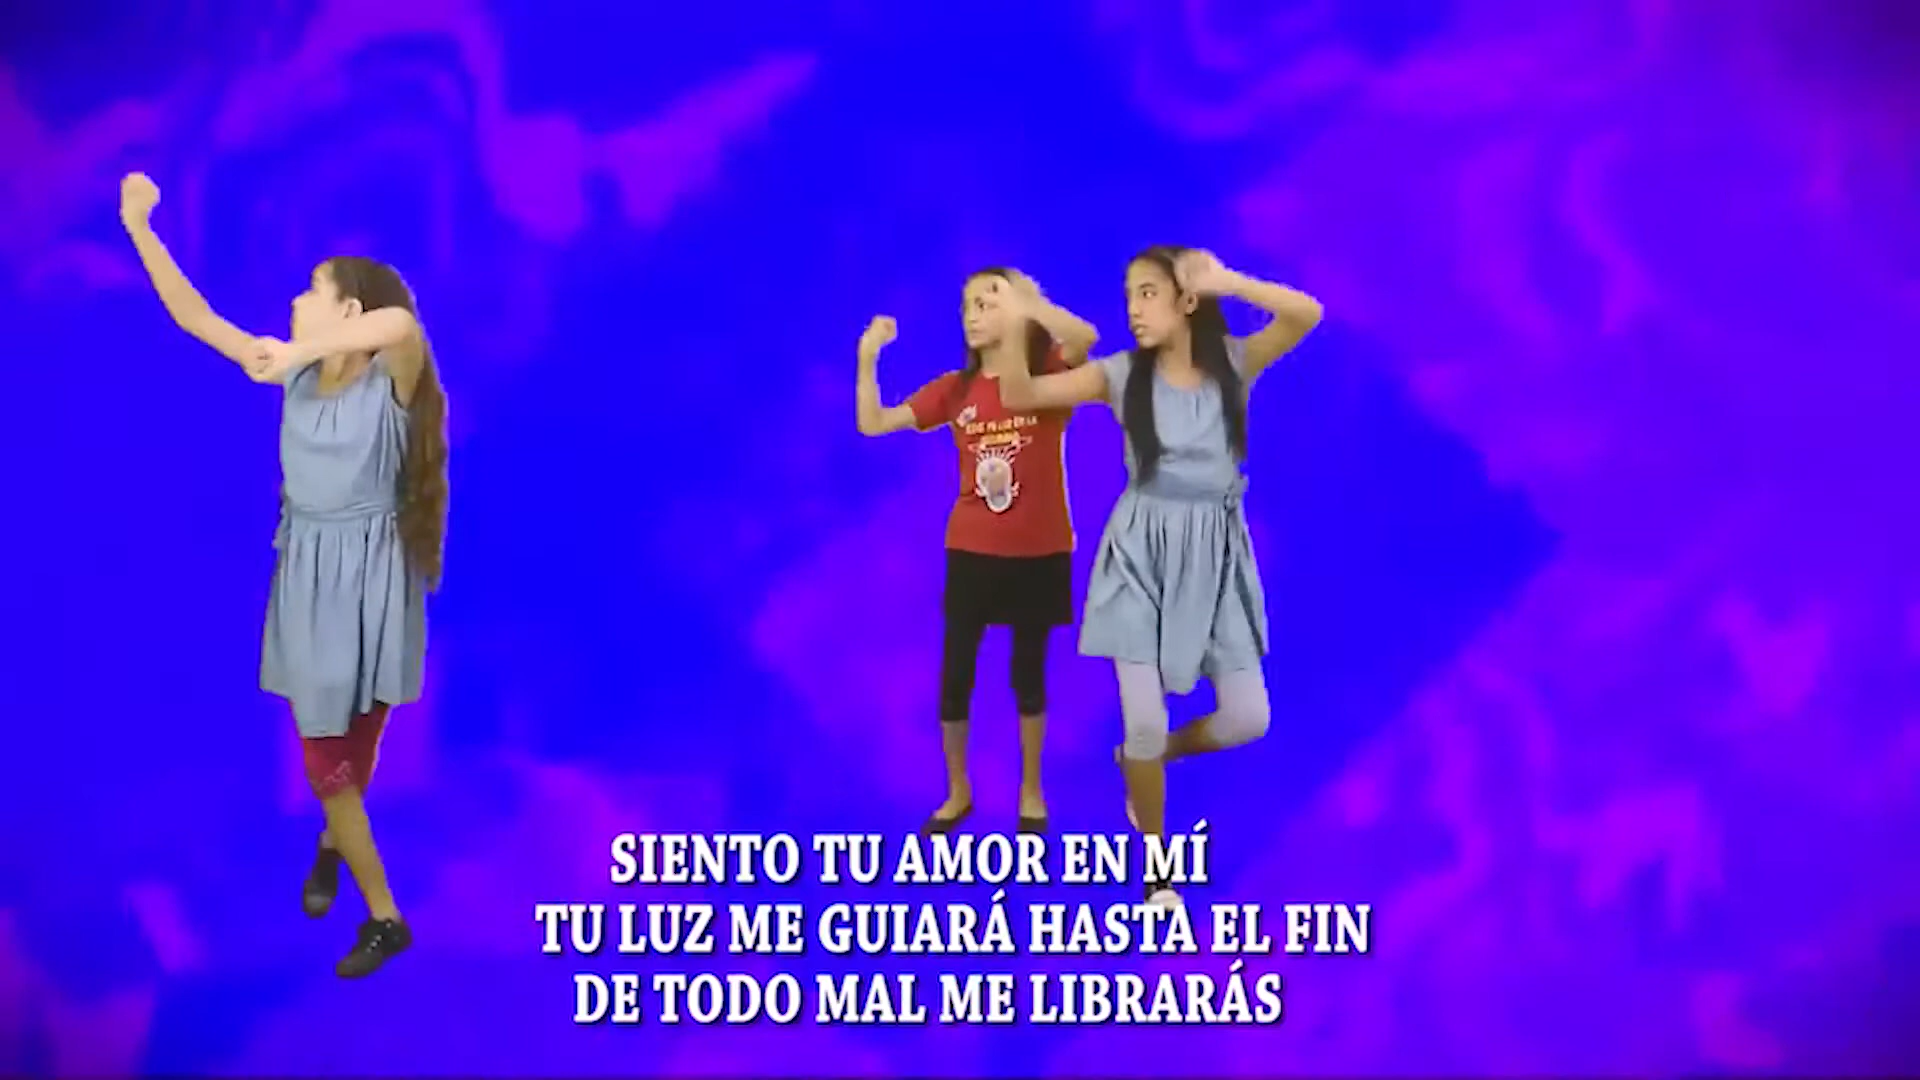 SIENTO TU AMOR EN MÍ
TU LUZ ME GUIARÁ HASTA EL FIN
DE TODO MAL ME LIBRARÁS